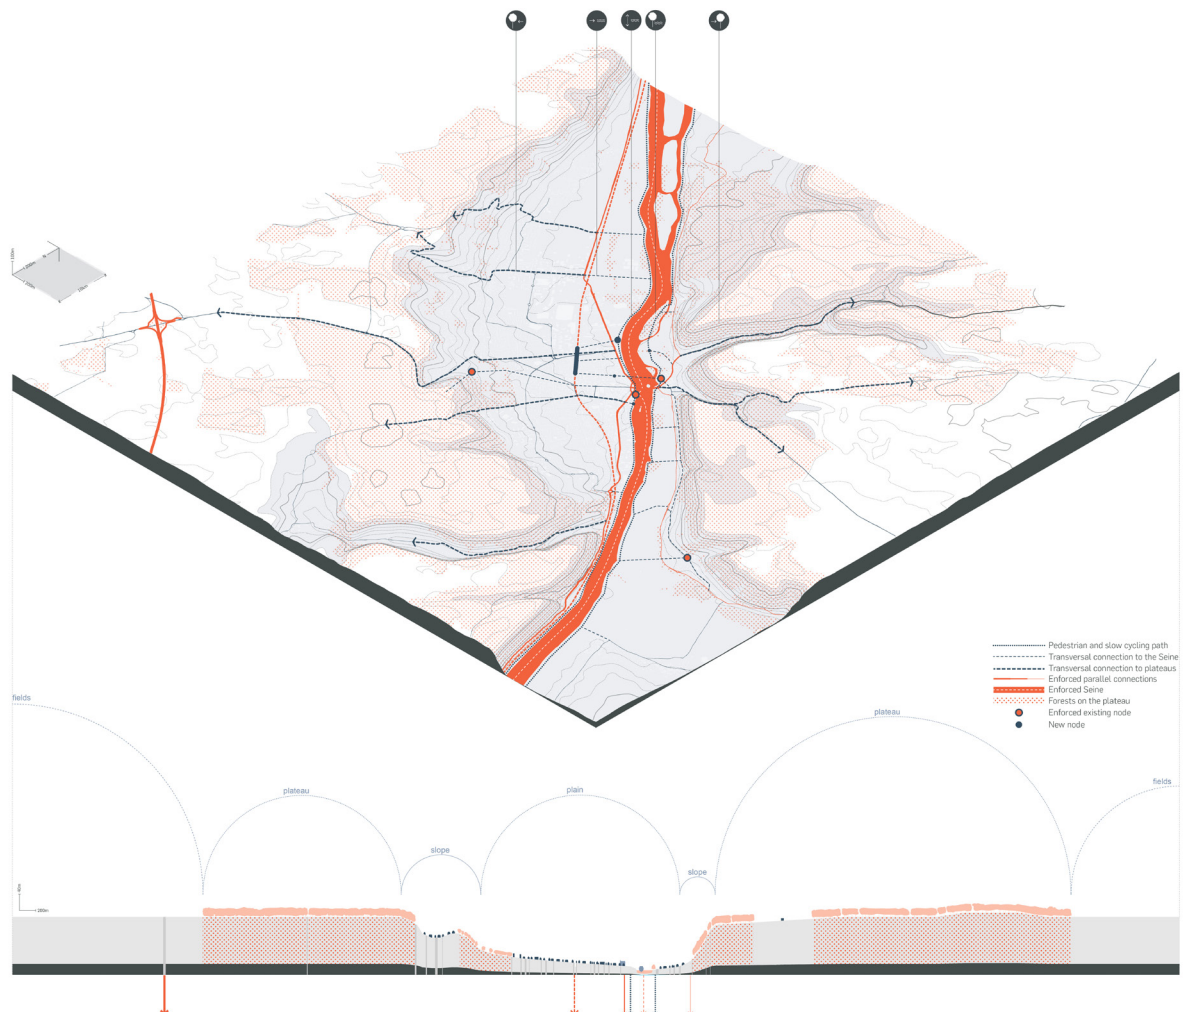 Pedestrian and slow cycling path
Transversal connection to the Seine
Transversal connection to plateaus
Enforced parallel connections
Enforced Seine
Forests on the plateau
Enforced existing node
New node
fields
plateau
fields
plateau
plain
slope
slope